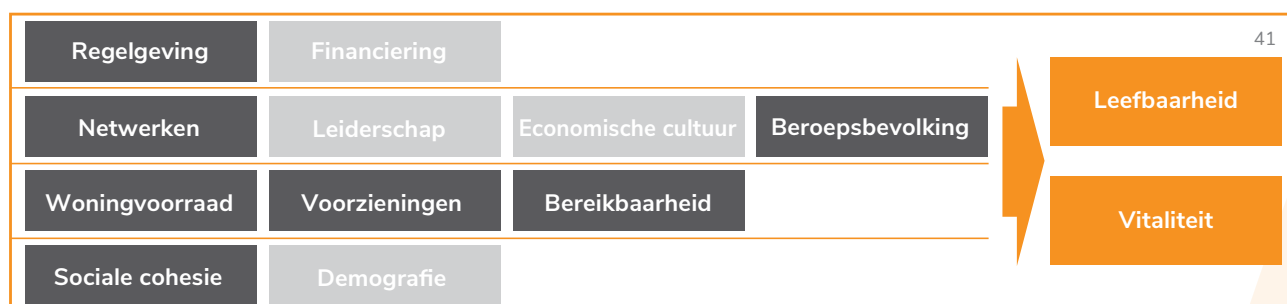 41
Regelgeving
Financiering
Netwerken
Leiderschap
Economische cultuur
Beroepsbevolking
Woningvoorraad
Voorzieningen
Bereikbaarheid
Sociale cohesie
Demografie
Leefbaarheid
Vitaliteit